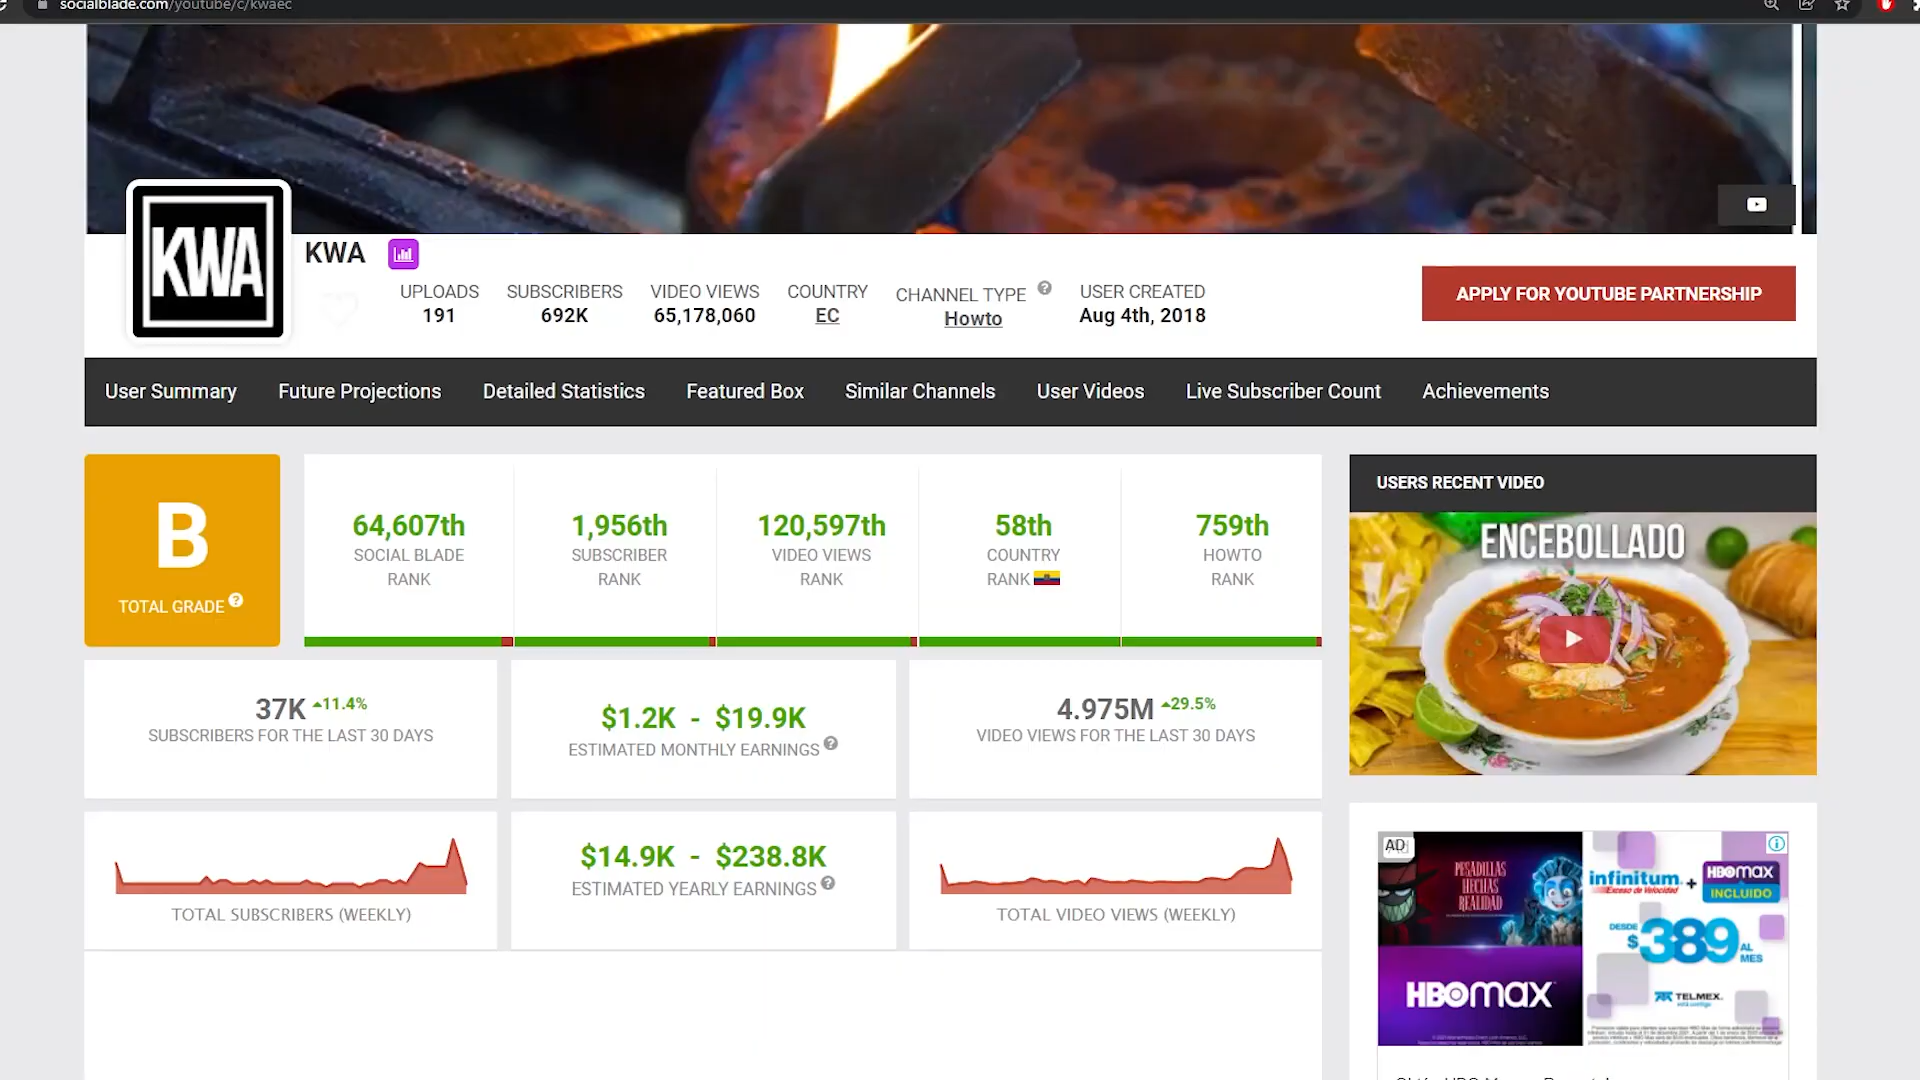 socialblade.com/youtube/c/kwaec
KWA
KWA
UPLOADS
191
SUBSCRIBERS
692K
VIDEO VIEWS
65,178,060
COUNTRY
EC
CHANNEL TYPE
Howto
USER CREATED
Aug 4th, 2018
APPLY FOR YOUTUBE PARTNERSHIP
User Summary Future Projections Detailed Statistics Featured Box Similar Channels User Videos Live Subscriber Count Achievements
B
TOTAL GRADE
64,607th
SOCIAL BLADE
RANK
1,956th
SUBSCRIBER
RANK
120,597th
VIDEO VIEWS
RANK
58th
COUNTRY
RANK
759th
HOWTO
RANK
37K 11.4%
SUBSCRIBERS FOR THE LAST 30 DAYS
$1.2K - $19.9K
ESTIMATED MONTHLY EARNINGS
4.975M 29.5%
VIDEO VIEWS FOR THE LAST 30 DAYS
TOTAL SUBSCRIBERS (WEEKLY)
$14.9K - $238.8K
ESTIMATED YEARLY EARNINGS
TOTAL VIDEO VIEWS (WEEKLY)
USERS RECENT VIDEO
ENCEBOLLADO
AD
PESADILLAS
HECHAS
REALIDAD
HBOMAX
infinitum + HBOMAX
Exceso de Velocidad
INCLUIDO
DESDE
$389 AL
MES
TELMEX